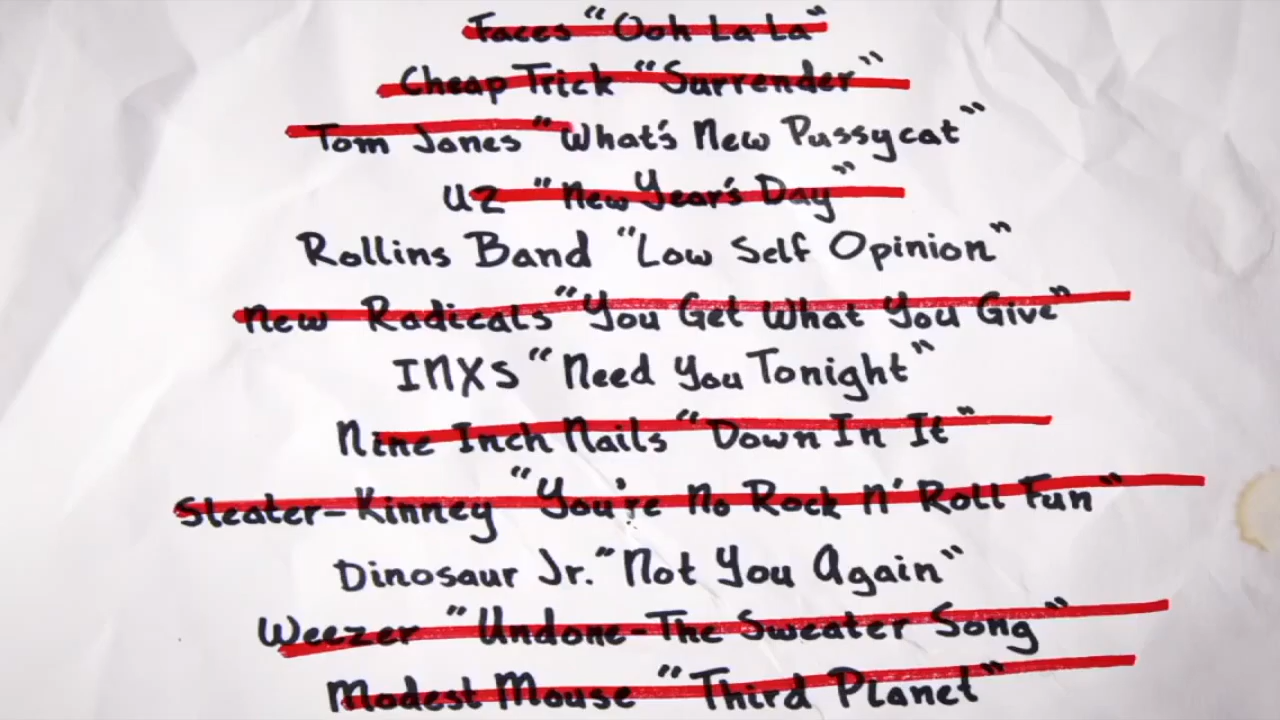 Faces "Ooh La La"
Cheap Trick "Surrender"
Tom Jones "What's New Pussycat"
U2 "New Year's Day"
Rollins Band "Low Self Opinion"
New Radicals "You Get What You Give"
INXS "Need You Tonight"
Nine Inch Nails "Down In It"
Sleater-Kinney "You're No Rock N' Roll Fun"
Dinosaur Jr. "Not You Again"
Weezer "Undone-The Sweater Song"
Modest Mouse "Third Planet"